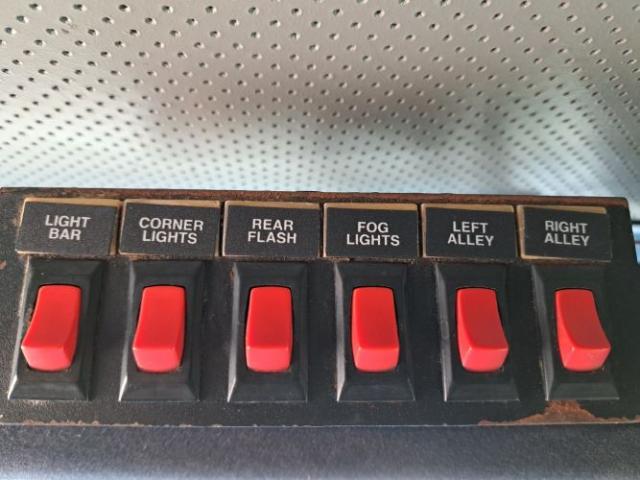 LIGHT
BAR
CORNER
LIGHTS
REAR
FLASH
FOG
LIGHTS
LEFT
ALLEY
RIGHT
ALLEY